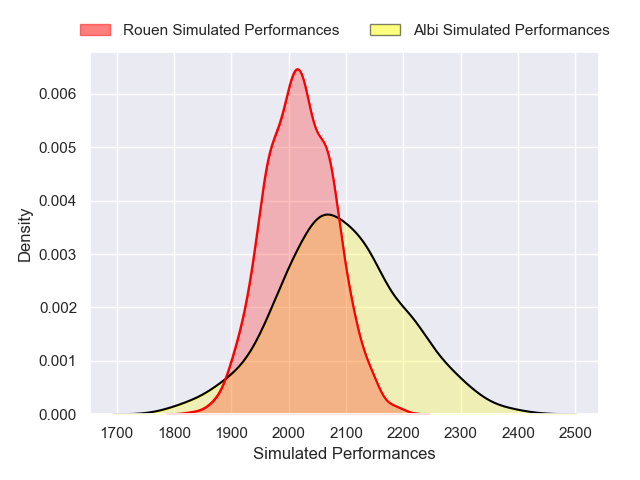 Rouen Simulated Performances Albi Simulated Performances
0.006
0.005
0.004
0.003
0.002
0.001
0.000
Density
1700 1800 1900 2000 2100 2200 2300 2400 2500
Simulated Performances